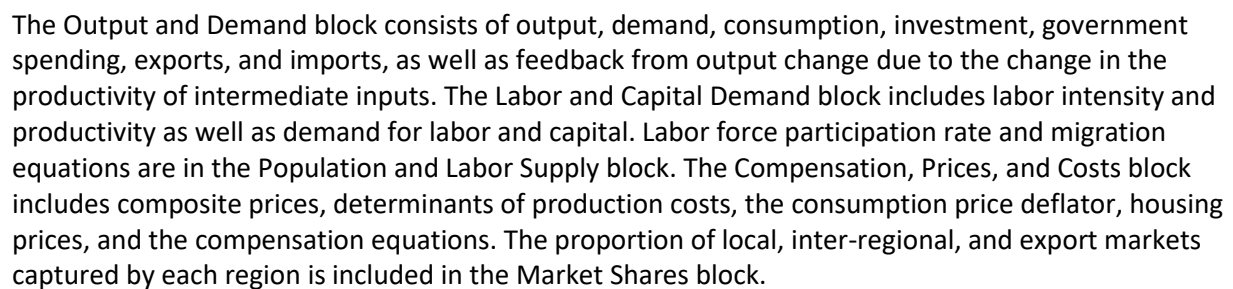 The Output and Demand block consists of output, demand, consumption, investment, government
spending, exports, and imports, as well as feedback from output change due to the change in the
productivity of intermediate inputs. The Labor and Capital Demand block includes labor intensity and
productivity as well as demand for labor and capital. Labor force participation rate and migration
equations are in the Population and Labor Supply block. The Compensation, Prices, and Costs block
includes composite prices, determinants of production costs, the consumption price deflator, housing
prices, and the compensation equations. The proportion of local, inter-regional, and export markets
captured by each region is included in the Market Shares block.